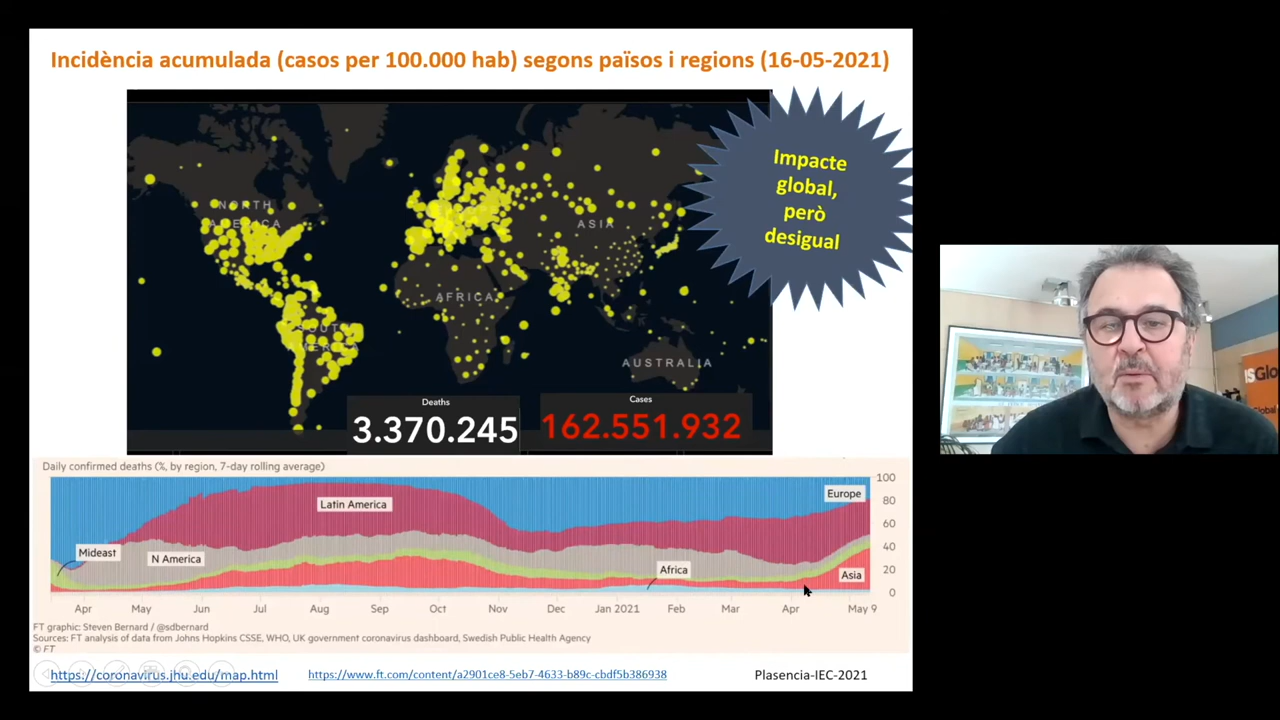 Incidència acumulada (casos per 100.000 hab) segons països i regions (16-05-2021)
Impacte
global,
però
desigual
NORTH
AMERICA
ASIA
AFRICA
SOUTH
AMERICA
AUSTRALIA
Deaths
3.370.245
Cases
162.551.932
Daily confirmed deaths (%, by region, 7-day rolling average)
100
80
60
40
20
0
Europe
Latin America
Mideast
N America
Africa
Asia
Apr May Jun Jul Aug Sep Oct Nov Dec Jan 2021 Feb Mar Apr May 9
FT graphic: Steven Bernard / @sdbernard
Sources: FT analysis of data from Johns Hopkins CSSE, WHO, UK government coronavirus dashboard, Swedish Public Health Agency
© FT
https://coronavirus.jhu.edu/map.html
https://www.ft.com/content/a2901ce8-5eb7-4633-b89c-cbdf5b386938
Plasencia-IEC-2021